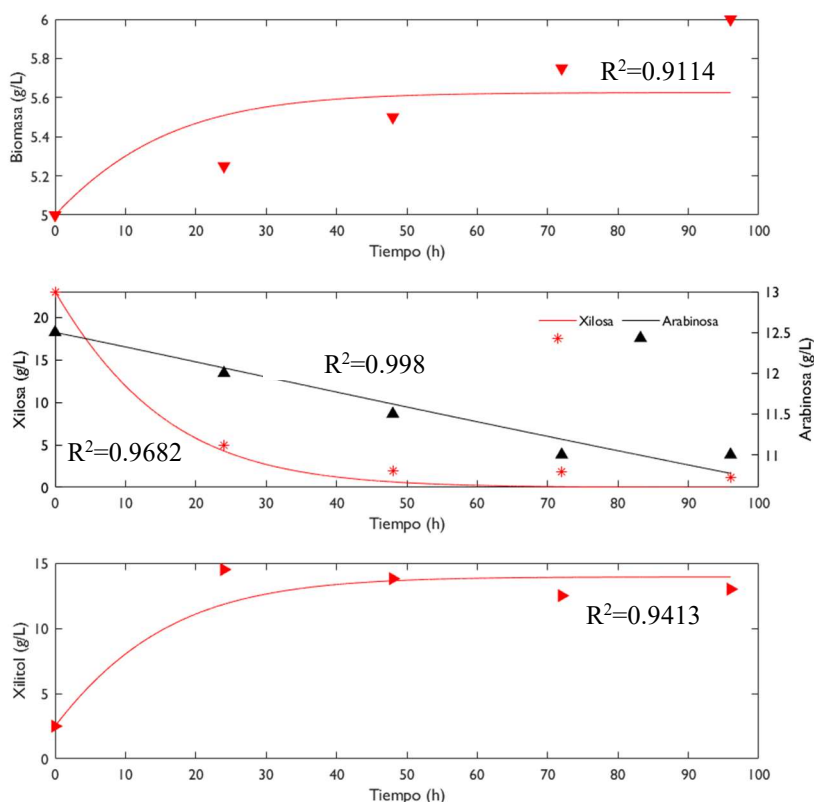 6
5.8
5.6
5.4
5.2
5
Biomasa (g/L)
R²=0.9114
0 10 20 30 40 50 60 70 80 90 100
Tiempo (h)
20
15
10
5
0
Xilosa (g/L)
Xilosa Arabinosa
R²=0.998
R²=0.9682
13
12.5
12
11.5
11
Arabinosa (g/L)
0 10 20 30 40 50 60 70 80 90 100
Tiempo (h)
15
10
5
0
Xilitol (g/L)
R²=0.9413
0 10 20 30 40 50 60 70 80 90 100
Tiempo (h)